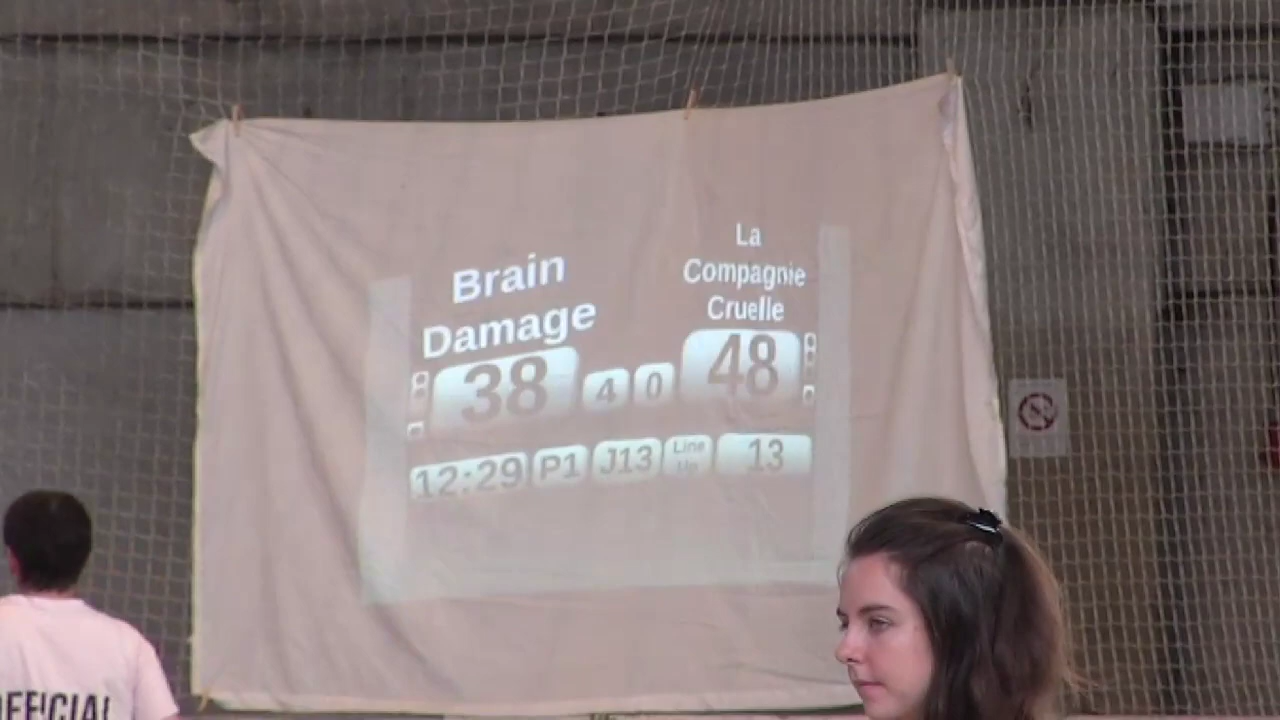 Brain
Damage
La
Compagnie
Cruelle
38
4
0
48
12:29
P1
J13
Line
Up
13
OFFICIAL